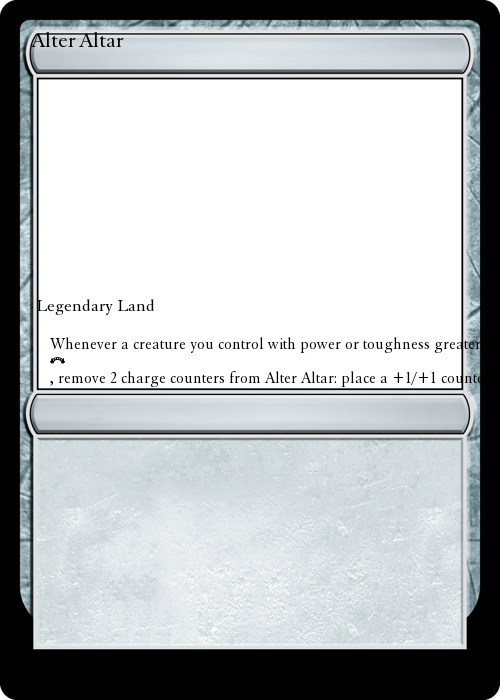 Alter Altar
Legendary Land
Whenever a creature you control with power or toughness greater
, remove 2 charge counters from Alter Altar: place a +1/+1 counte